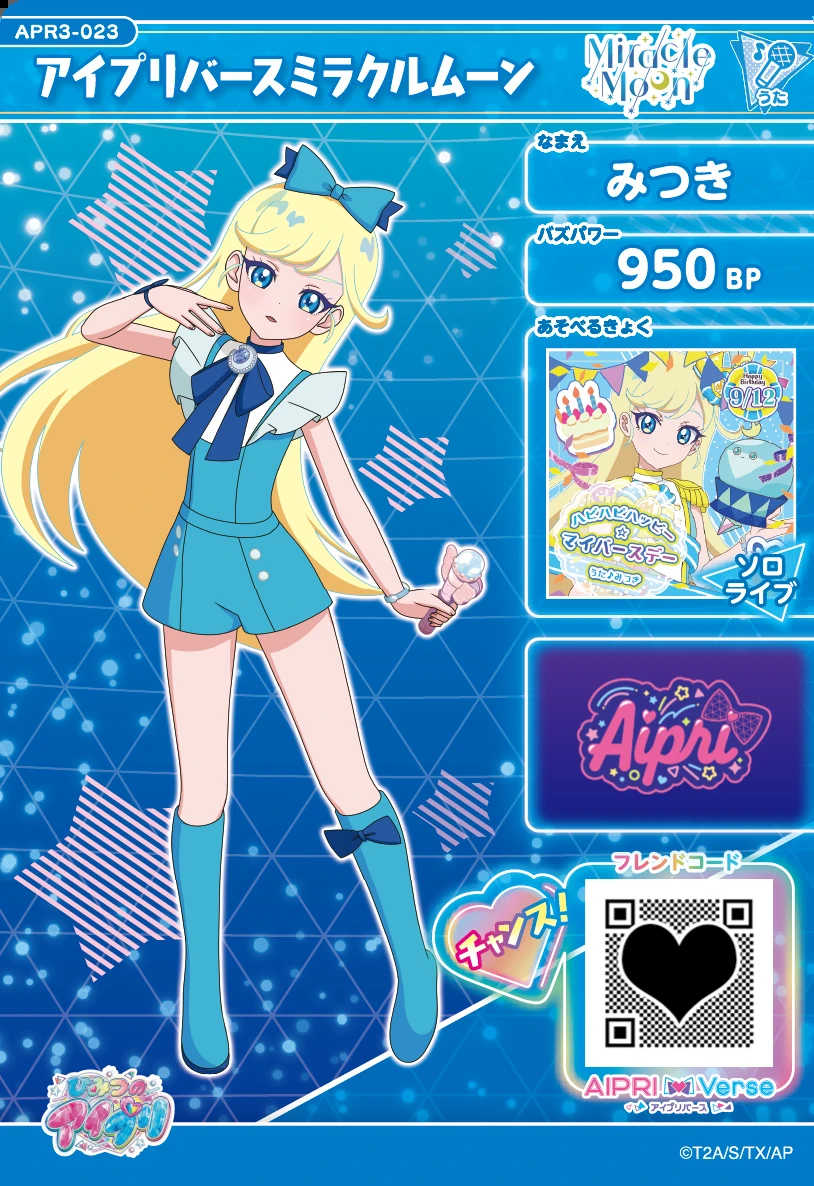 APR3-023
アイプリバースミラクルムーン
Miracle
Moon
うた
なまえ
みつき
バズパワー
950 BP
あそべるきょく
Happy
Birthday
9/12
ハピハピハッピー
☆
マイバースデー
うた♪みつき
ソロ
ライブ
Aipri
フレンドコード
チャンス!
AIPRI Verse
アイプリバース
ひみつの
アイプリ
©T2A/S/TX/AP